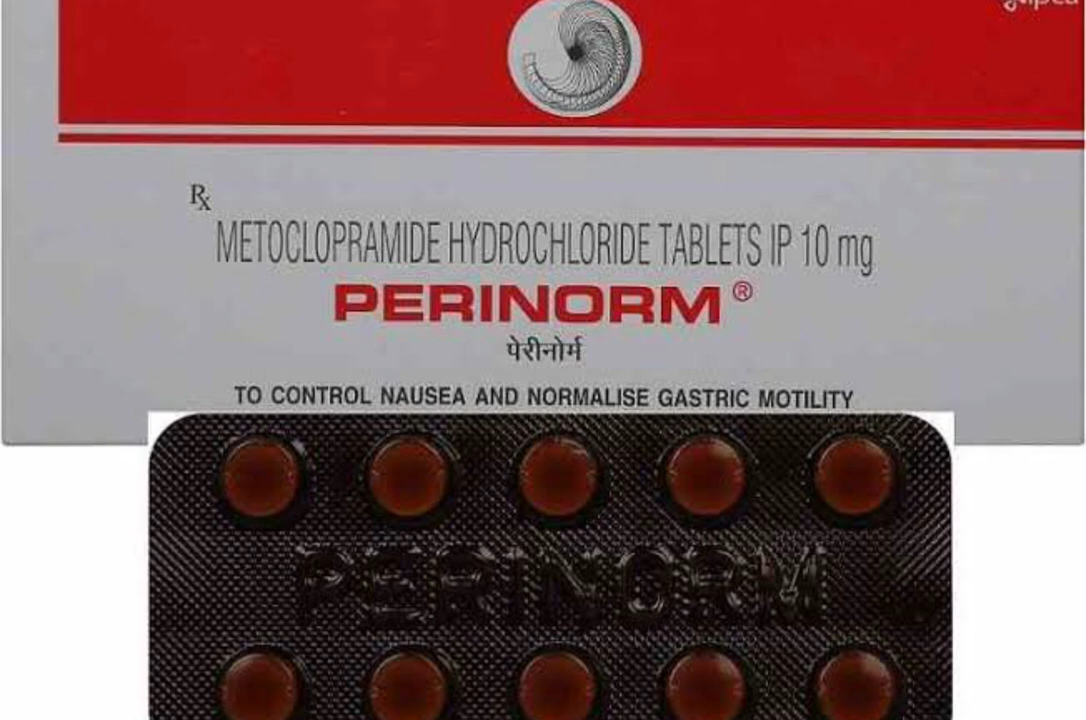 Rx
METOCLOPRAMIDE HYDROCHLORIDE TABLETS IP 10 mg
PERINORM®
पेरीनोर्म
TO CONTROL NAUSEA AND NORMALISE GASTRIC MOTILITY
PERINORM